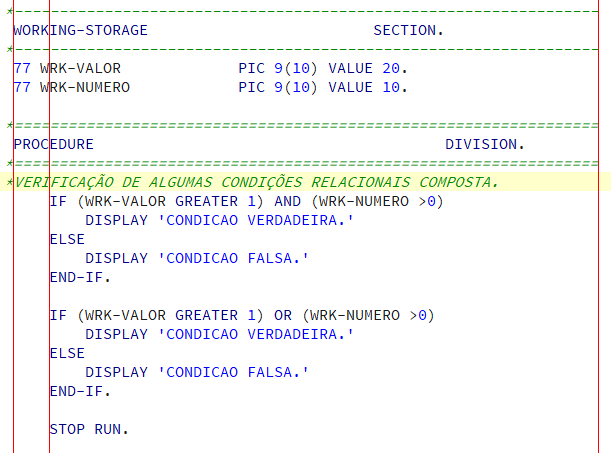 *-----------------------------------------------------------------
WORKING-STORAGE                         SECTION.
*-----------------------------------------------------------------
77 WRK-VALOR             PIC 9(10) VALUE 20.
77 WRK-NUMERO            PIC 9(10) VALUE 10.
*=================================================================
PROCEDURE                                       DIVISION.
*=================================================================
*VERIFICAÇÃO DE ALGUMAS CONDIÇÕES RELACIONAIS COMPOSTA.
    IF (WRK-VALOR GREATER 1) AND (WRK-NUMERO >0)
        DISPLAY 'CONDICAO VERDADEIRA.'
    ELSE
        DISPLAY 'CONDICAO FALSA.'
    END-IF.
    IF (WRK-VALOR GREATER 1) OR (WRK-NUMERO >0)
        DISPLAY 'CONDICAO VERDADEIRA.'
    ELSE
        DISPLAY 'CONDICAO FALSA.'
    END-IF.
    STOP RUN.